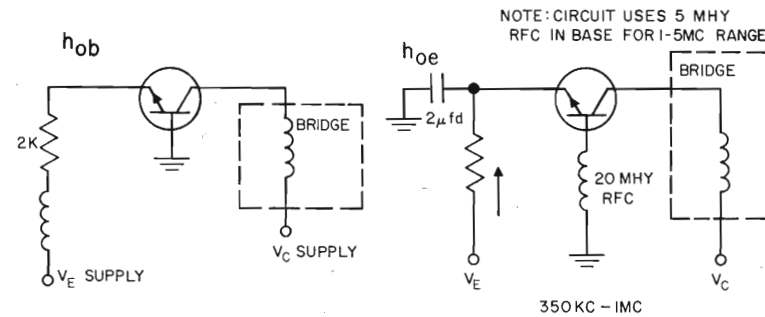 NOTE: CIRCUIT USES 5 MHY
RFC IN BASE FOR 1-5MC RANGE
hob
2K
BRIDGE
VE SUPPLY
VC SUPPLY
hoe
2μfd
BRIDGE
20 MHY
RFC
VE
VC
350KC-1MC